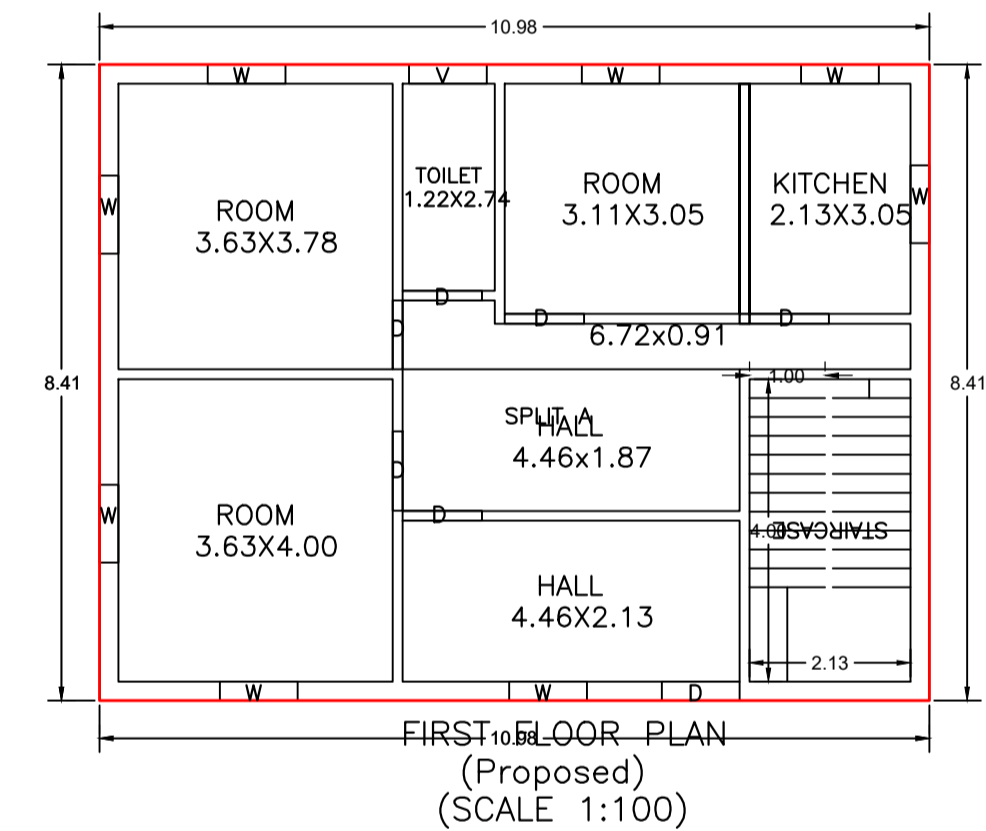 10.98
W
V
W
W
W
W
TOILET
1.22X2.74
ROOM
3.11X3.05
KITCHEN
2.13X3.05
ROOM
3.63X3.78
D
D
D
D
6.72x0.91
8.41
8.41
1.00
SPLIT A
HALL
4.46x1.87
D
W
ROOM
3.63X4.00
D
4.00
STAIRCASE
HALL
4.46X2.13
2.13
W
W
D
FIRST FLOOR PLAN
10.98
(Proposed)
(SCALE 1:100)